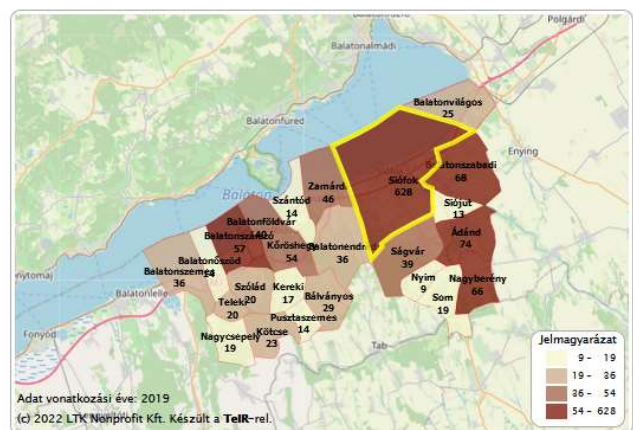 Polgárdi
Balatonalmádi
Balatonvilágos
25
Balatonfüred
Enying
Balatonszabadi
68
Siófok
628
Zamárdi
46
Balaton
Szántód
14
Siójut
13
Balatonföldvár
140
Balatonszárszó
57
Kőröshegy
54
Balatonendréd
36
Ádánd
74
Ságvár
39
Balatonőszöd
Balatonszemes
36
Nyim
9
Nagyberény
66
Som
19
Szólád
20
Kereki
17
Bálványos
29
Teleki
20
Pusztaszemes
14
Kötcse
23
Nagycsepely
19
Balatonlelle
Fonyód
Tab
Jelmagyarázat
9 - 19
19 - 36
36 - 54
54 - 628
Adat vonatkozási éve: 2019
(c) 2022 LTK Nonprofit Kft. Készült a TeIR-rel.